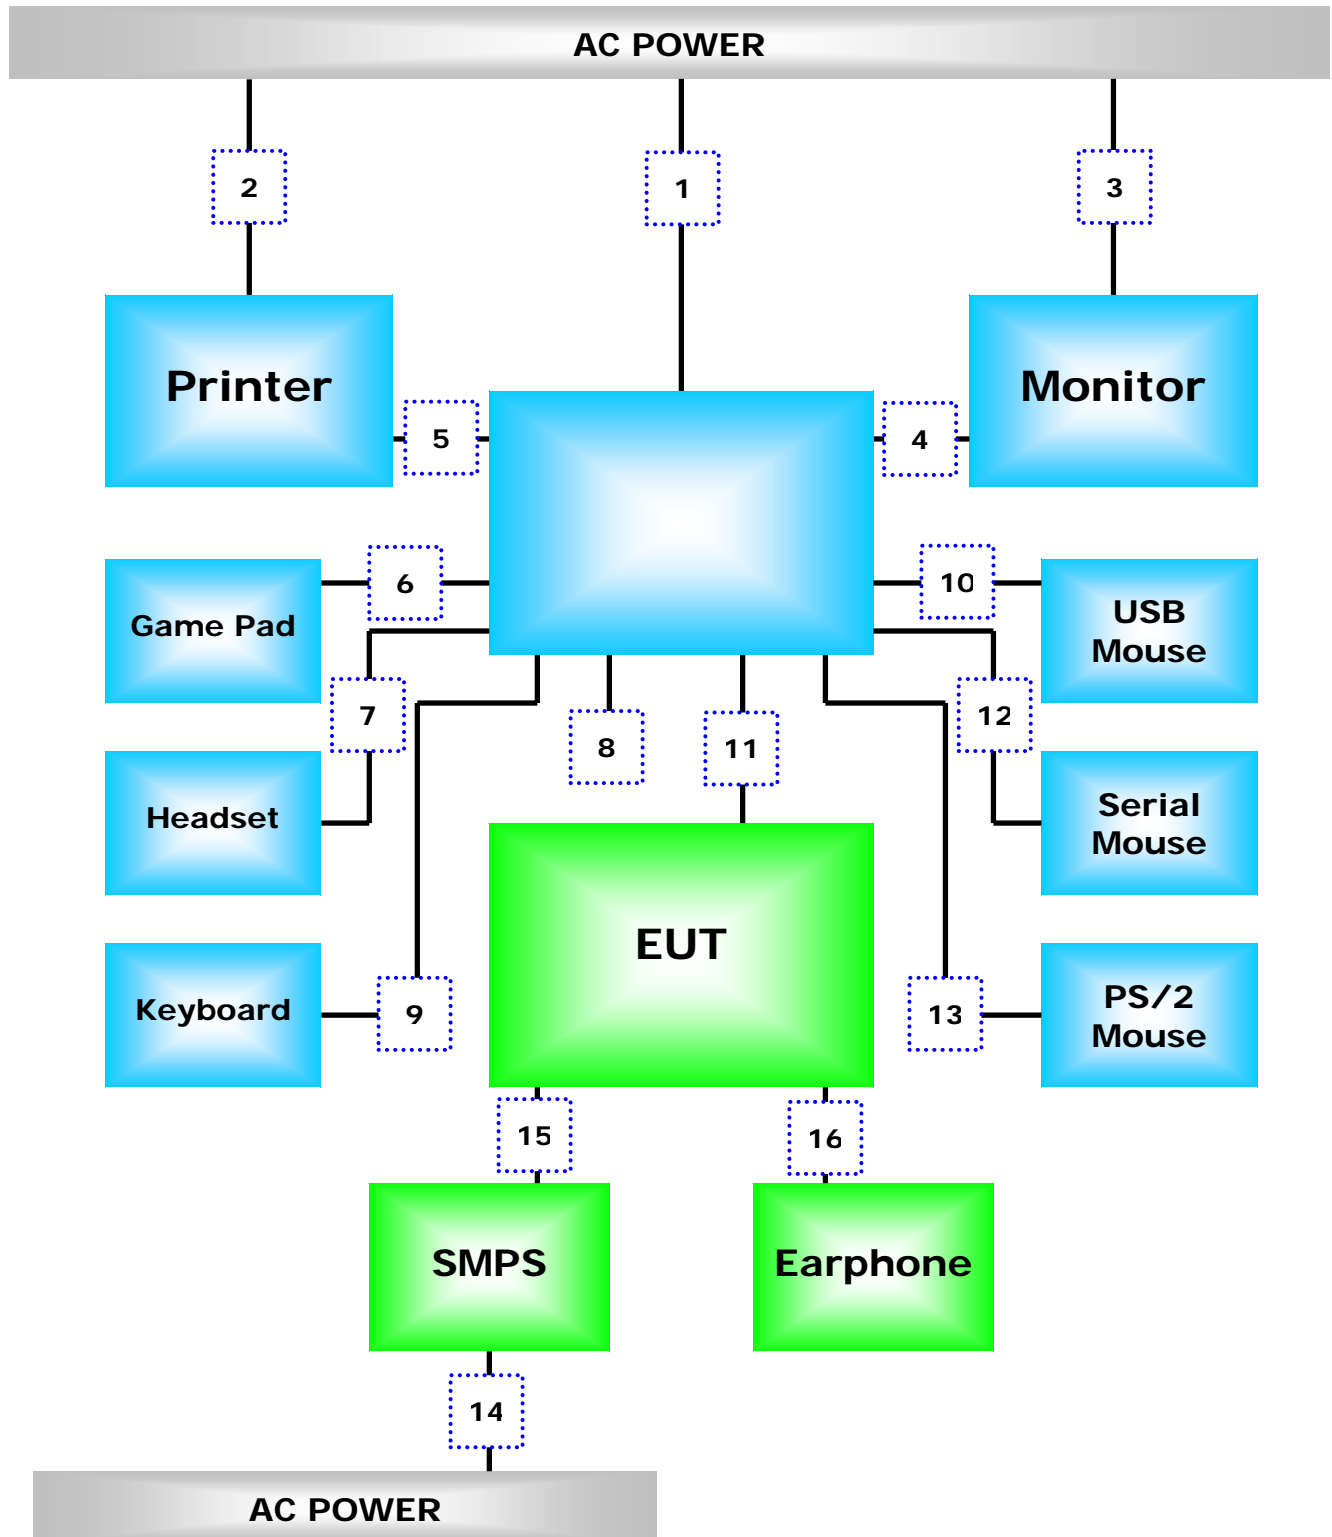 AC POWER
2
1
3
Printer
Monitor
5
4
6
10
Game Pad
USB
Mouse
7
12
8
11
Headset
Serial
Mouse
EUT
Keyboard
9
13
PS/2
Mouse
15
16
SMPS
Earphone
14
AC POWER